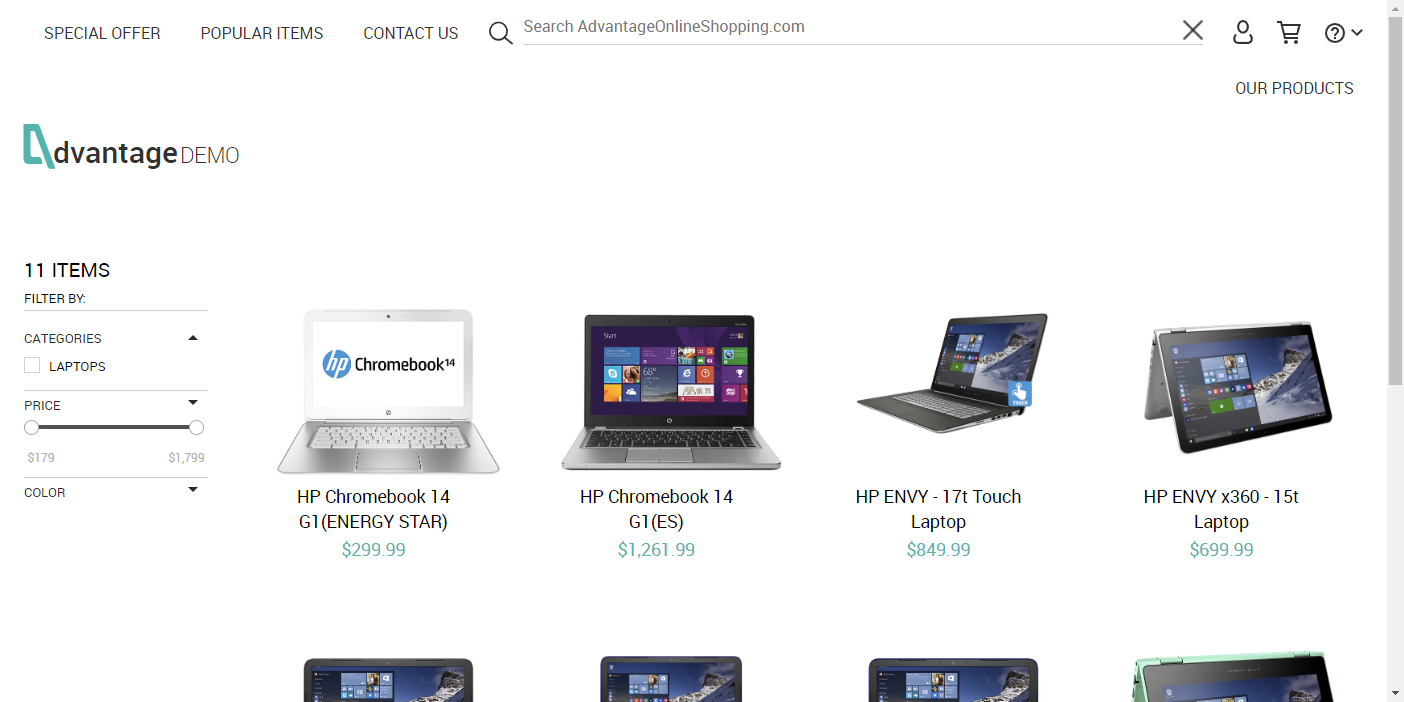 SPECIAL OFFER
POPULAR ITEMS
CONTACT US
Search AdvantageOnlineShopping.com
OUR PRODUCTS
dvantage DEMO
11 ITEMS
FILTER BY:
CATEGORIES
LAPTOPS
PRICE
$179
$1,799
COLOR
hp Chromebook 14
HP Chromebook 14
G1(ENERGY STAR)
$299.99
Start
HP Chromebook 14
G1(ES)
$1,261.99
TOUCH
HP ENVY - 17t Touch
Laptop
$849.99
HP ENVY x360 - 15t
Laptop
$699.99